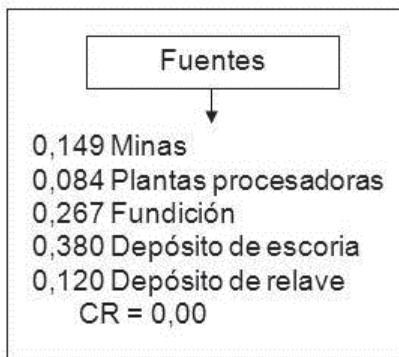 Fuentes
0,149 Minas
0,084 Plantas procesadoras
0,267 Fundición
0,380 Depósito de escoria
0,120 Depósito de relave
CR = 0,00